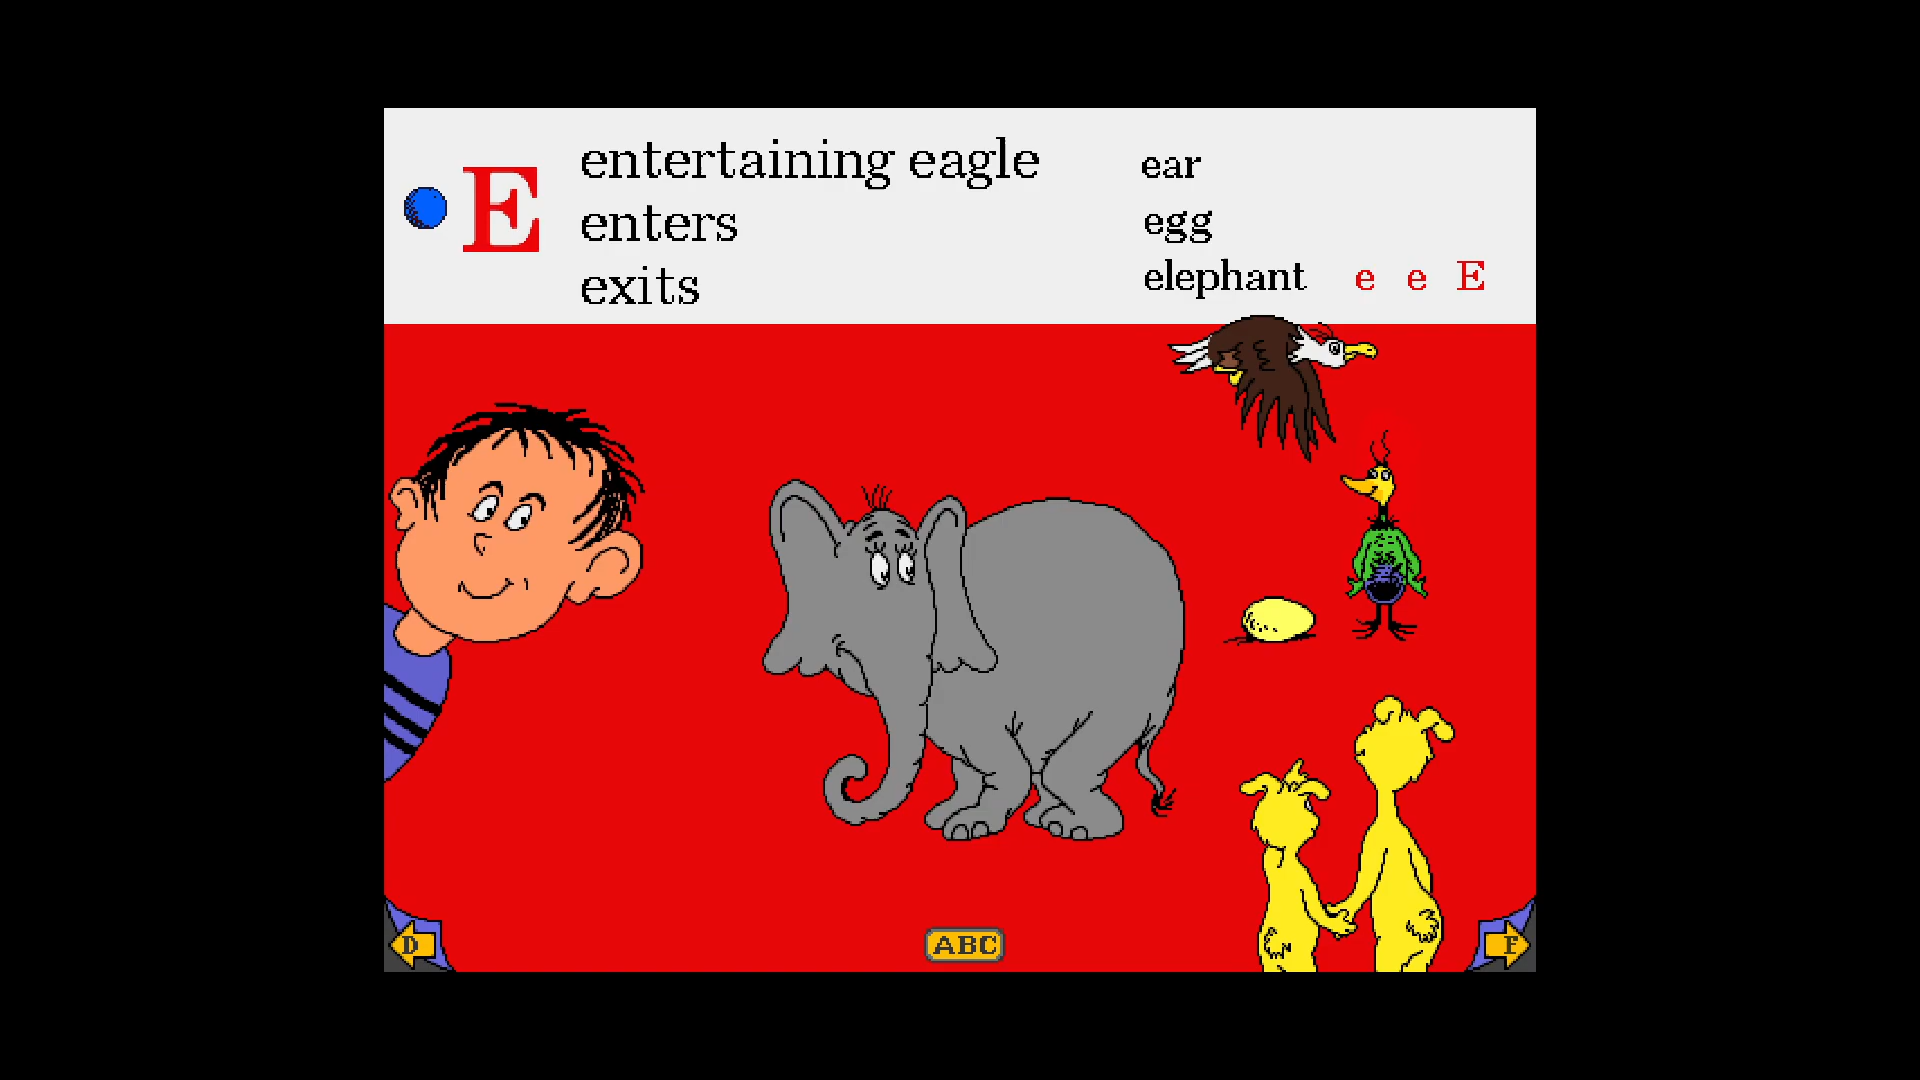 E
entertaining eagle
enters
exits
ear
egg
elephant e e E
D
ABC
F